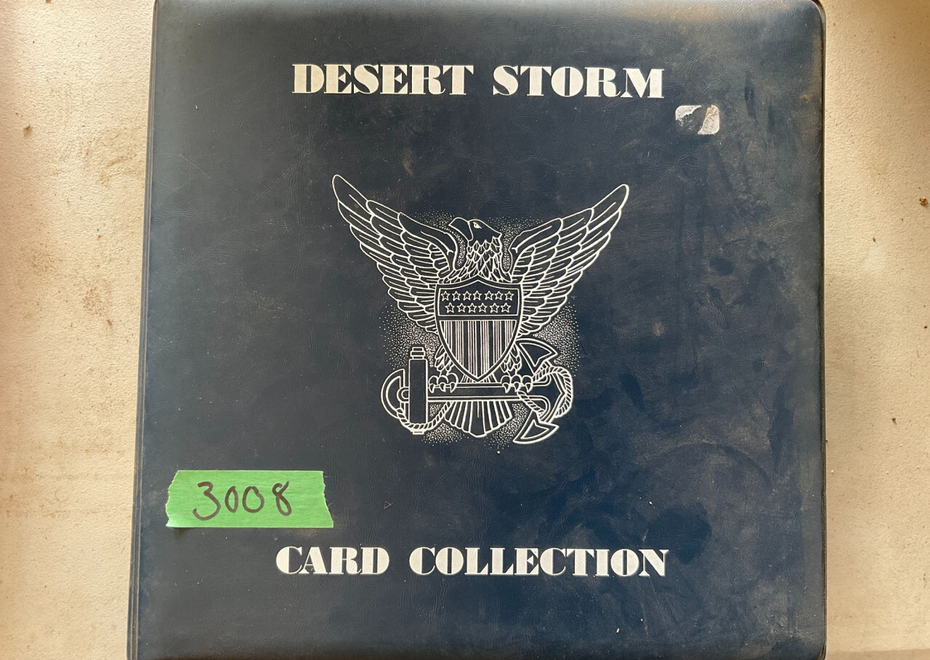 DESERT STORM
3008
CARD COLLECTION